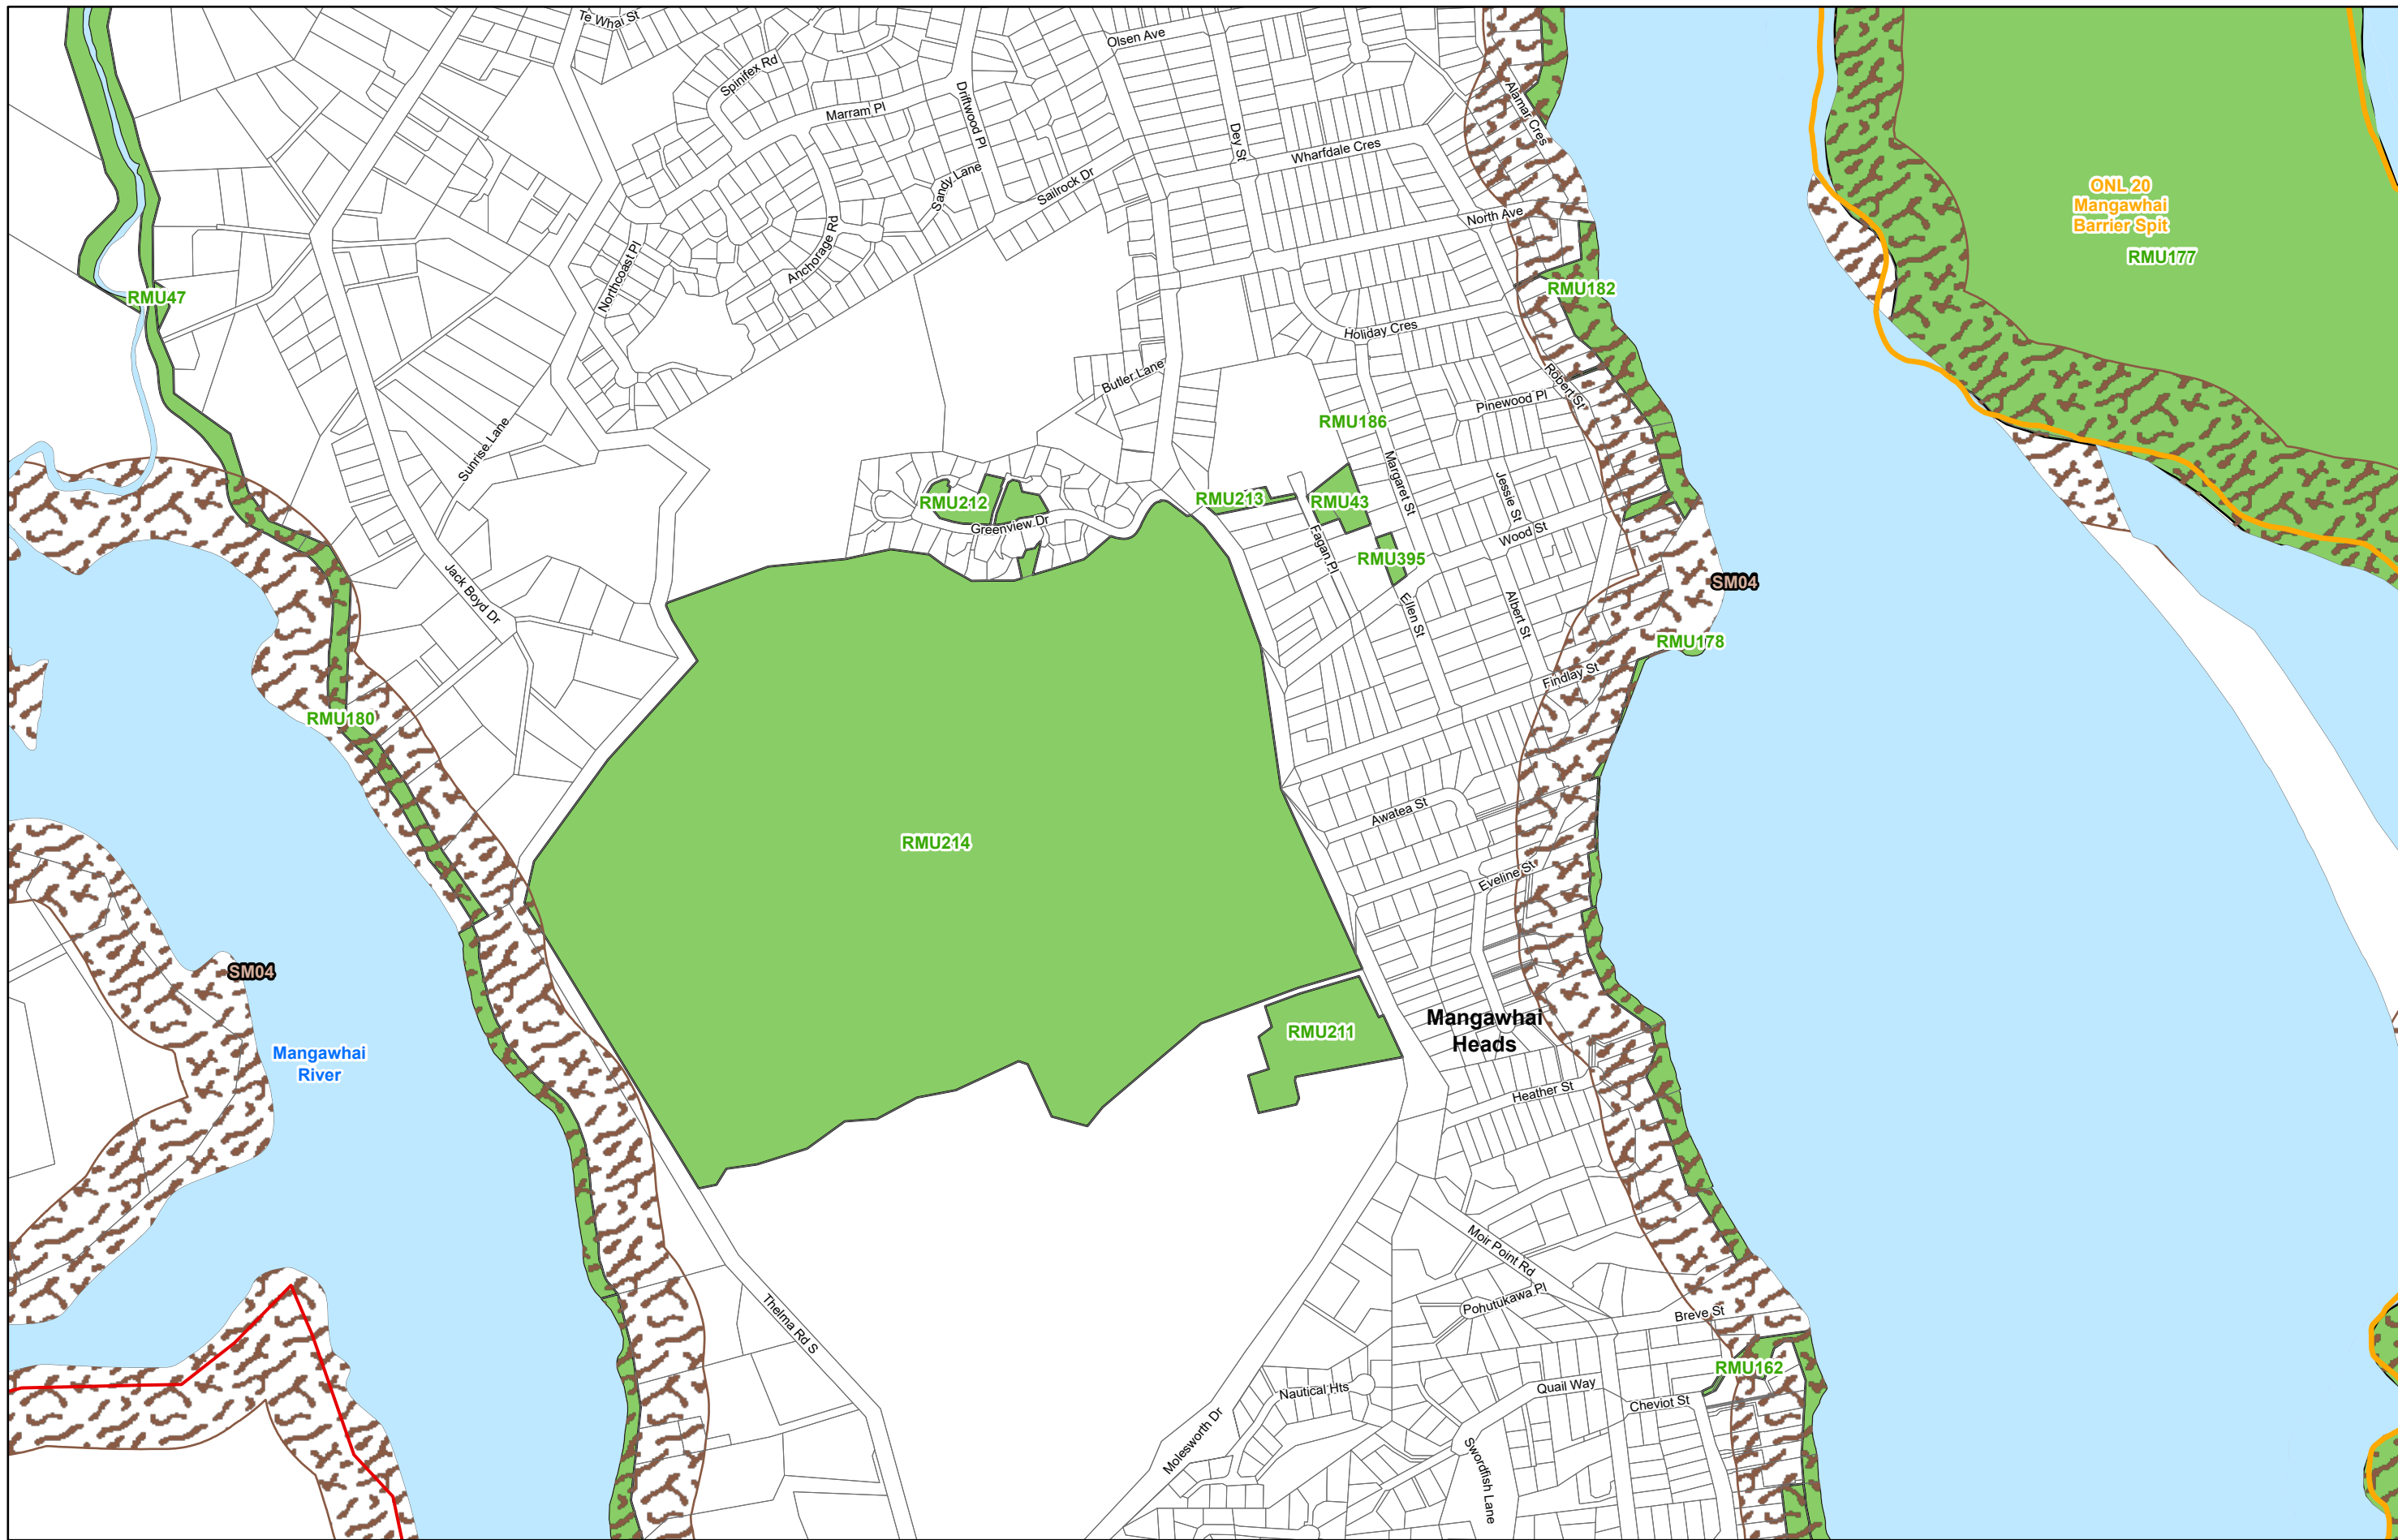 Te Whai St
Olsen Ave
Spinifex Rd
Marram Pl
Driftwood Pl
Alamar Cres
Dey St
Wharfdale Cres
Sandy Lane
Sailrock Dr
ONL 20
Mangawhai
Barrier Spit
RMU177
North Ave
Anchorage Rd
Northcoast Pl
RMU47
RMU182
Holiday Cres
Butler Lane
Robert St
Pinewood Pl
RMU186
Sunrise Lane
Margaret St
Jessie St
RMU212
RMU213
RMU43
Greenview Dr
Wood St
Eagan Pl
RMU395
Jack Boyd Dr
SM04
Ellen St
Albert St
RMU178
Findlay St
RMU180
Awatea St
RMU214
Eveline St
SM04
Mangawhai
Heads
RMU211
Mangawhai
River
Heather St
Moir Point Rd
Pohutukawa Pl
Breve St
Thelma Rd S
RMU162
Nautical Hts
Quail Way
Cheviot St
Molesworth Dr
Swordfish Lane